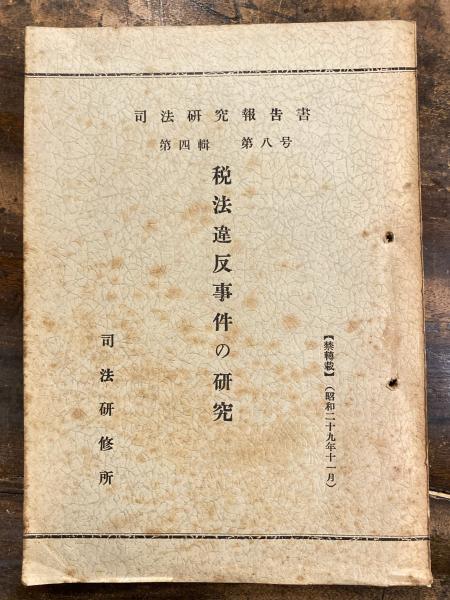 司法研究報告書
第四輯　第八号
税法違反事件の研究
【禁轉載】（昭和二十九年十一月）
司法研修所